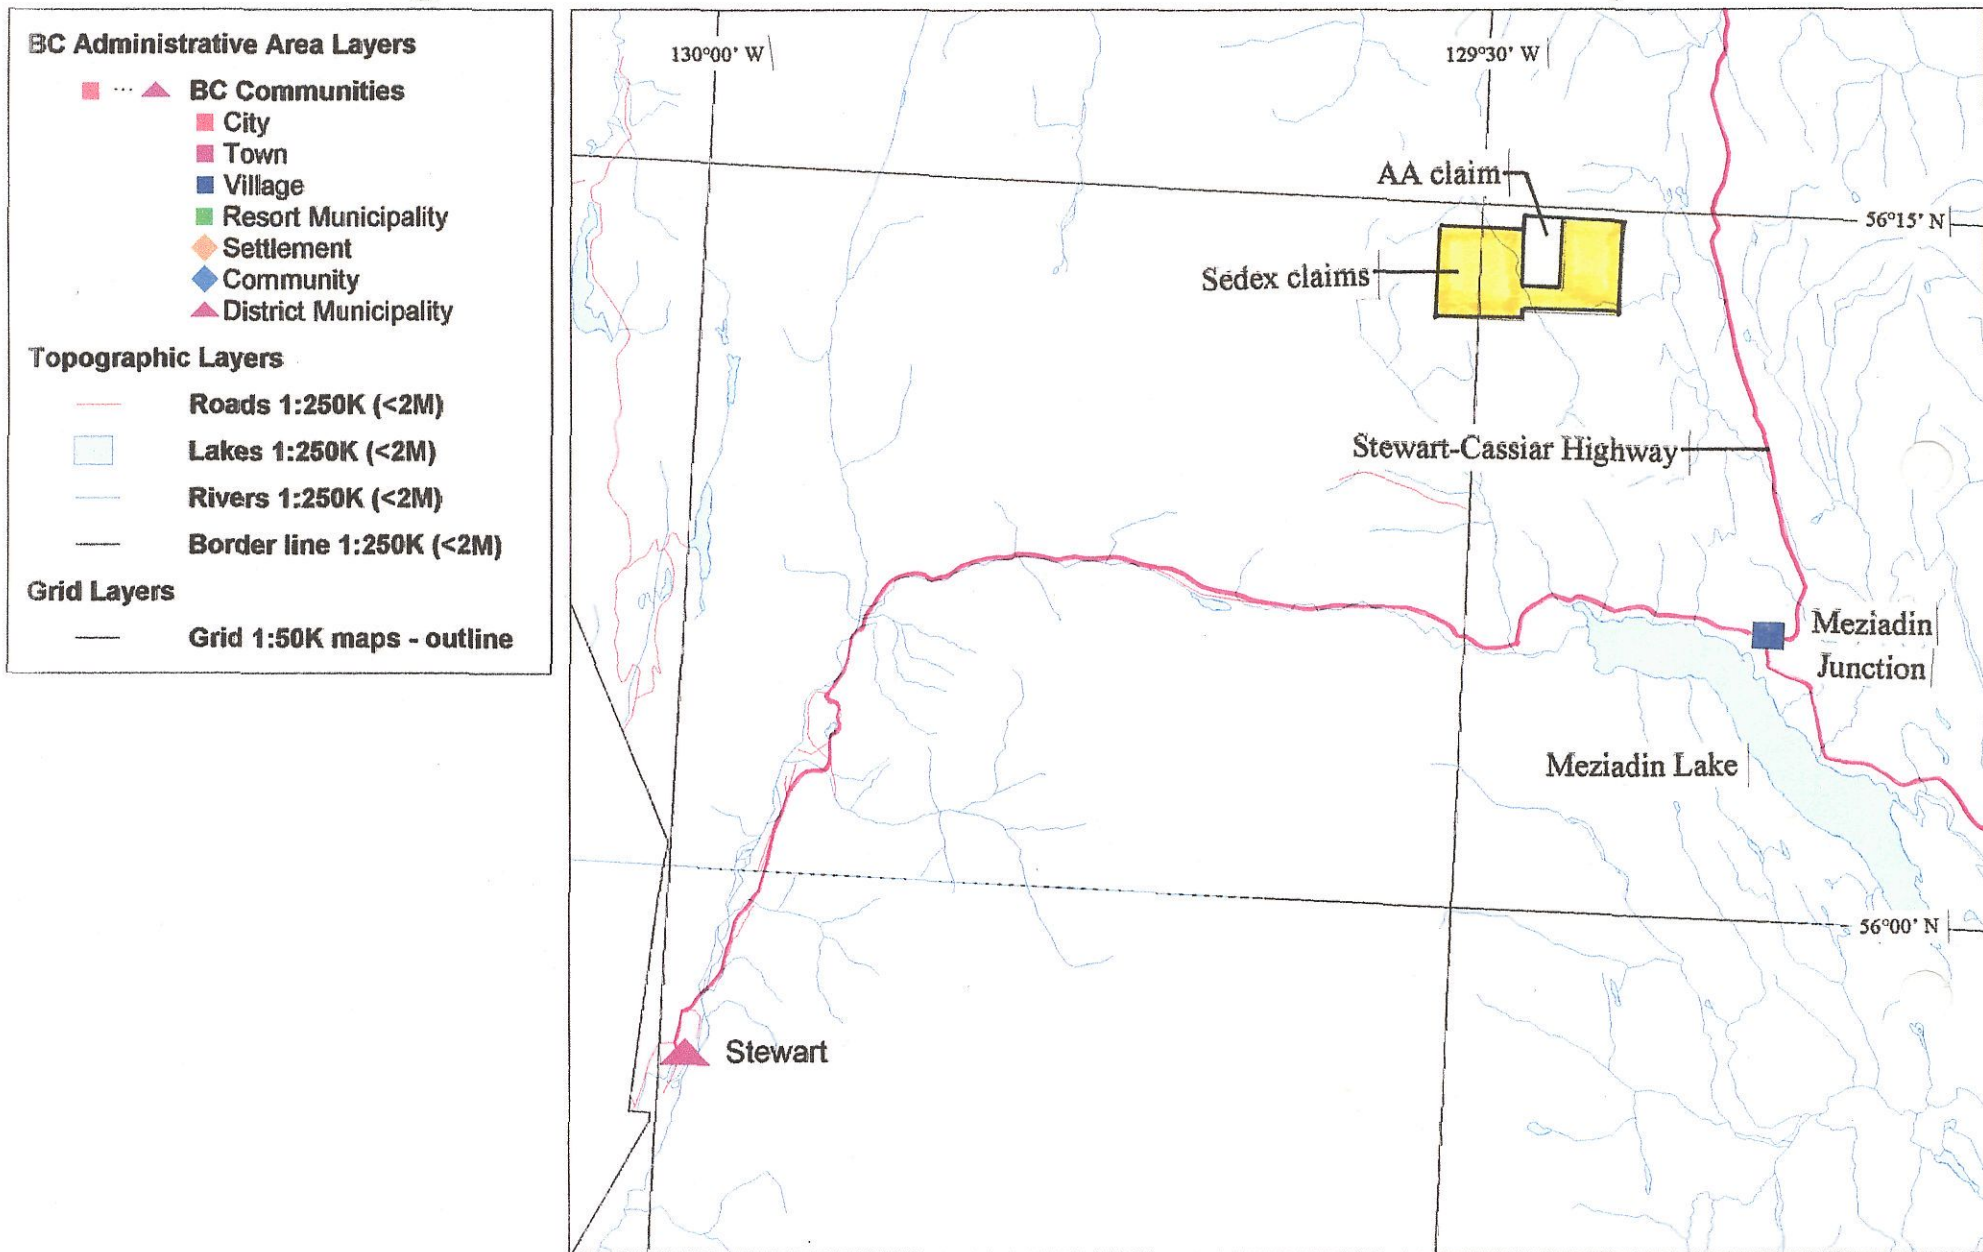 BC Administrative Area Layers
BC Communities
City
Town
Village
Resort Municipality
Settlement
Community
District Municipality
Topographic Layers
Roads 1:250K (<2M)
Lakes 1:250K (<2M)
Rivers 1:250K (<2M)
Border line 1:250K (<2M)
Grid Layers
Grid 1:50K maps - outline
130°00' W
129°30' W
AA claim
56°15' N
Sedex claims
Stewart-Cassiar Highway
Meziadin
Junction
Meziadin Lake
56°00' N
Stewart